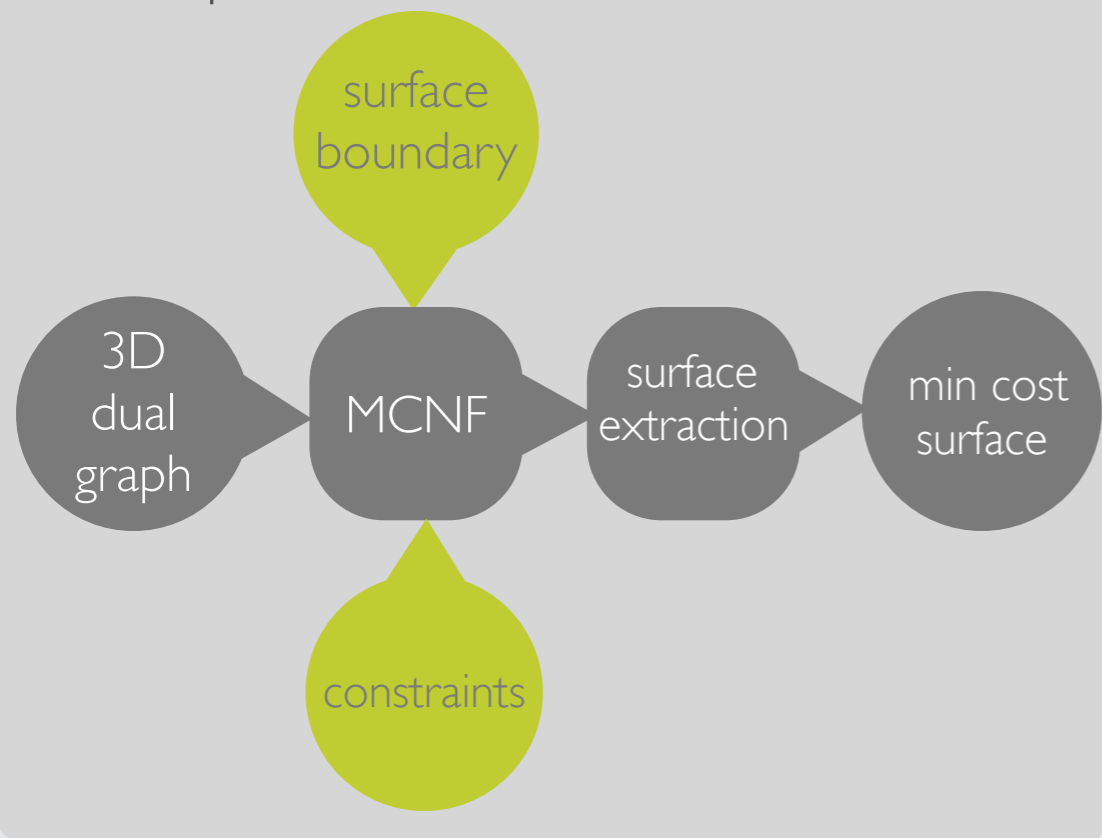 surface
boundary
3D
dual
graph
MCNF
surface
extraction
min cost
surface
constraints